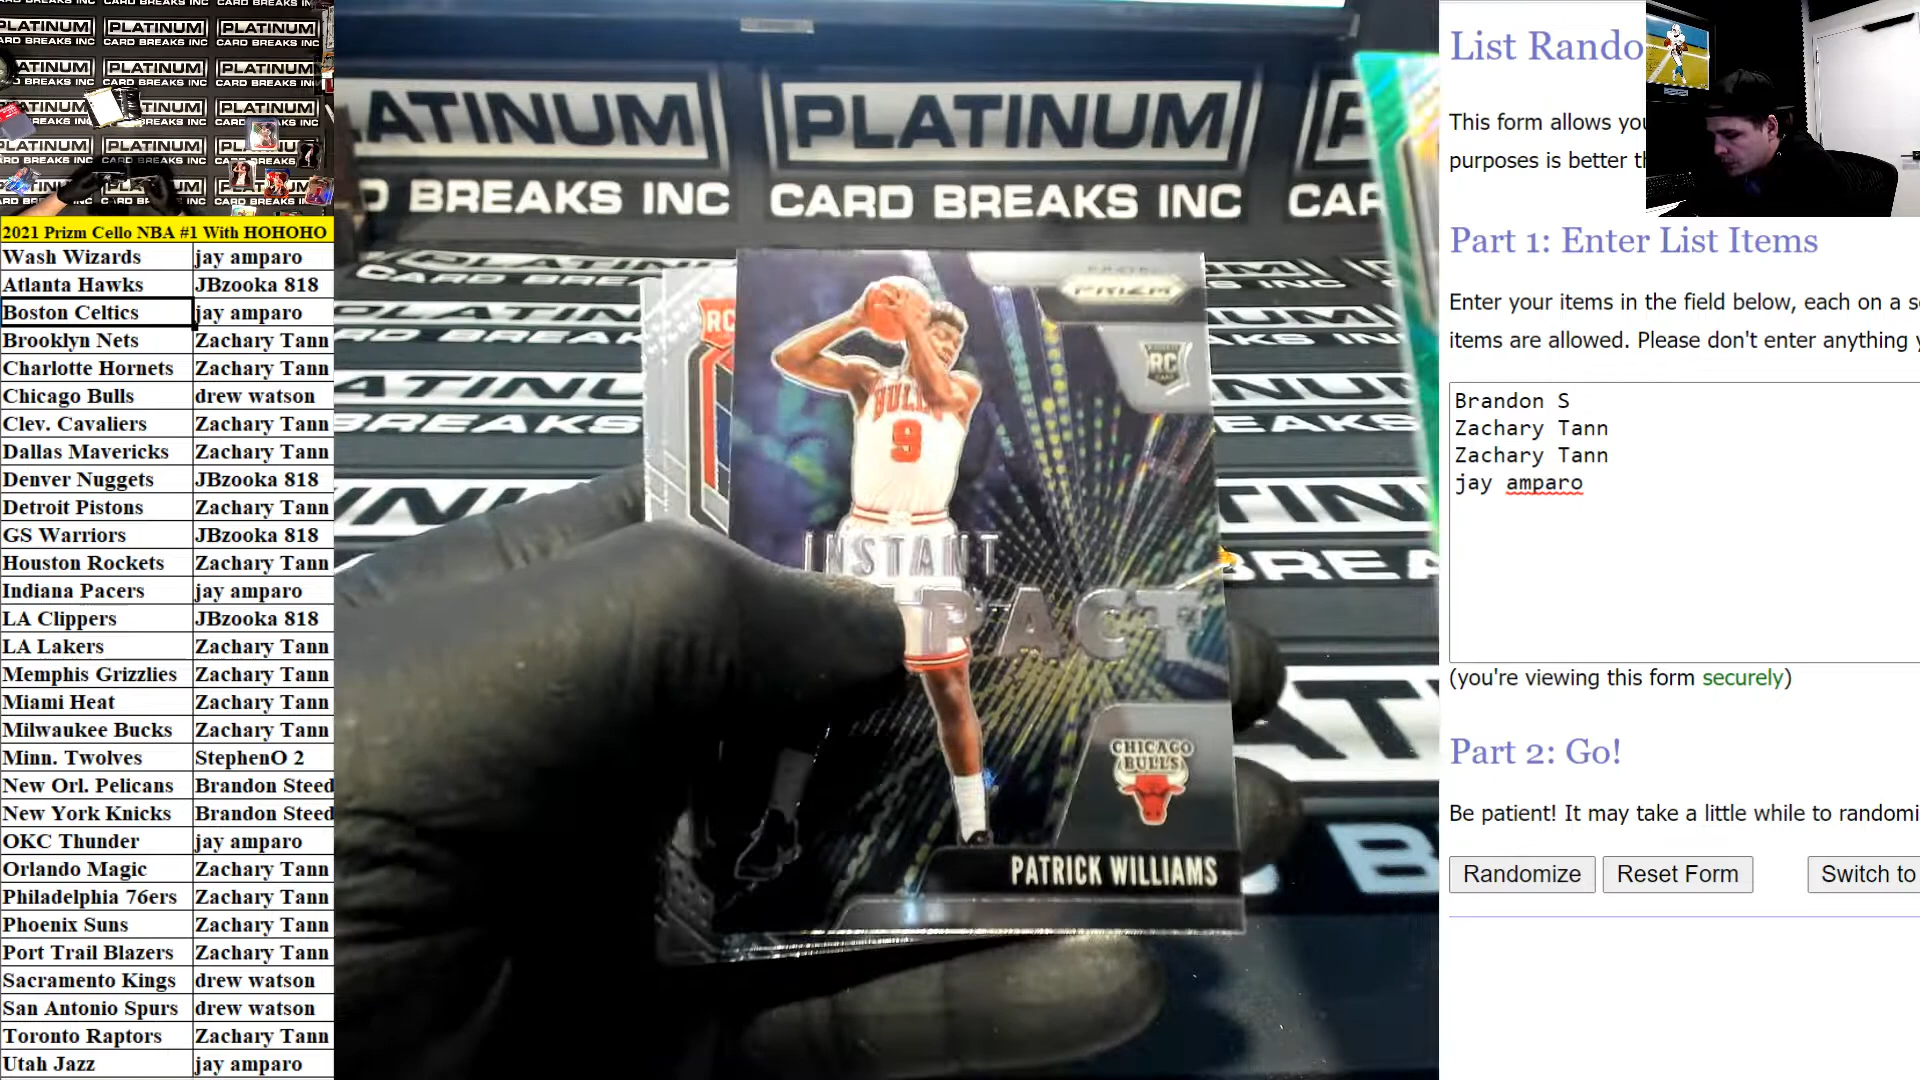 PLATINUM
CARD BREAKS INC
2021 Prizm Cello NBA #1 With HOHOHO
Wash Wizards jay amparo
Atlanta Hawks JBzooka 818
Boston Celtics jay amparo
Brooklyn Nets Zachary Tann
Charlotte Hornets Zachary Tann
Chicago Bulls drew watson
Clev. Cavaliers Zachary Tann
Dallas Mavericks Zachary Tann
Denver Nuggets JBzooka 818
Detroit Pistons Zachary Tann
GS Warriors JBzooka 818
Houston Rockets Zachary Tann
Indiana Pacers jay amparo
LA Clippers JBzooka 818
LA Lakers Zachary Tann
Memphis Grizzlies Zachary Tann
Miami Heat Zachary Tann
Milwaukee Bucks Zachary Tann
Minn. Twolves StephenO 2
New Orl. Pelicans Brandon Steed
New York Knicks Brandon Steed
OKC Thunder jay amparo
Orlando Magic Zachary Tann
Philadelphia 76ers Zachary Tann
Phoenix Suns Zachary Tann
Port Trail Blazers Zachary Tann
Sacramento Kings drew watson
San Antonio Spurs drew watson
Toronto Raptors Zachary Tann
Utah Jazz jay amparo
ATINUM PLATINUM P
D BREAKS INC CARD BREAKS INC CAR
PRIZM
RC
RC
BULLS
9
INSTANT
PACT
CHICAGO
BULLS
PATRICK WILLIAMS
List Rando
This form allows you
purposes is better th
Part 1: Enter List Items
Enter your items in the field below, each on a se
items are allowed. Please don't enter anything y
Brandon S
Zachary Tann
Zachary Tann
jay amparo
(you're viewing this form securely)
Part 2: Go!
Be patient! It may take a little while to randomi
Randomize Reset Form Switch to